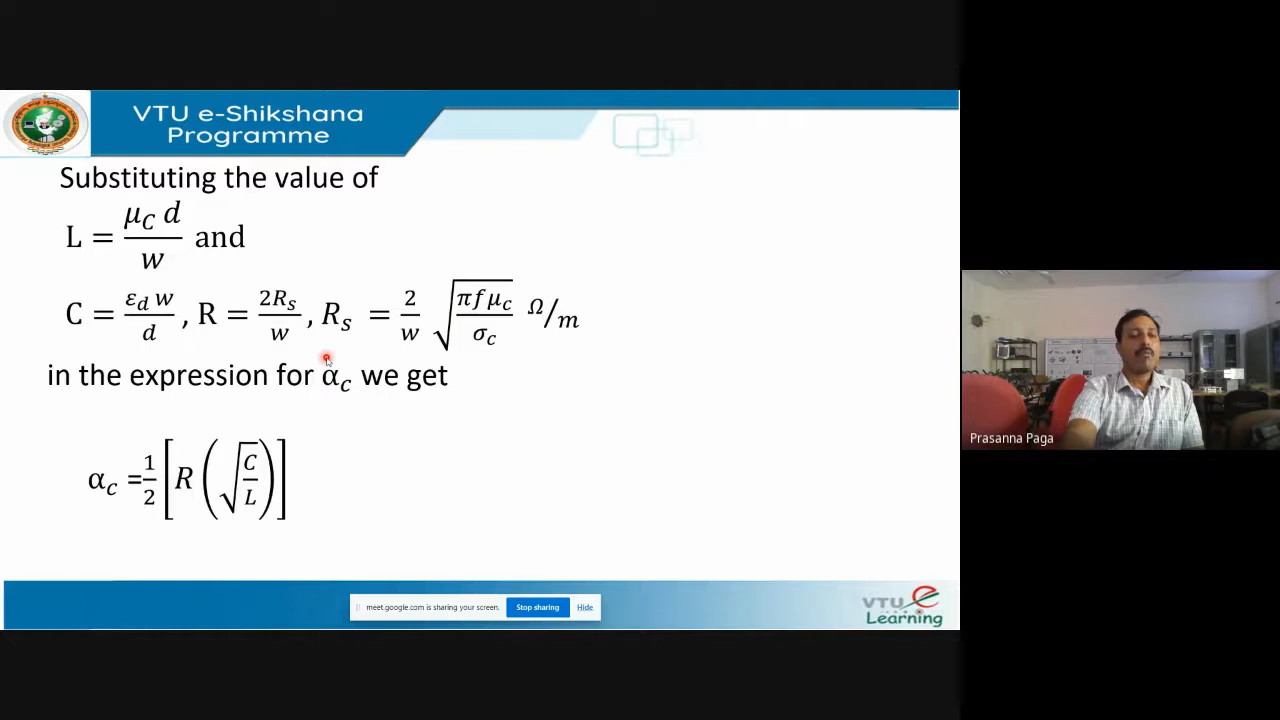 VTU e-Shikshana
Programme
Substituting the value of
L = μ_C d / w and
C = ε_d w / d , R = 2R_s / w , R_s = 2/w √(πfμ_c / σ_c) Ω/m
in the expression for α_c we get
α_c =1/2 [R (√(C/L))]
Prasanna Paga
meet.google.com is sharing your screen.
Stop sharing
Hide
VTU e
Learning